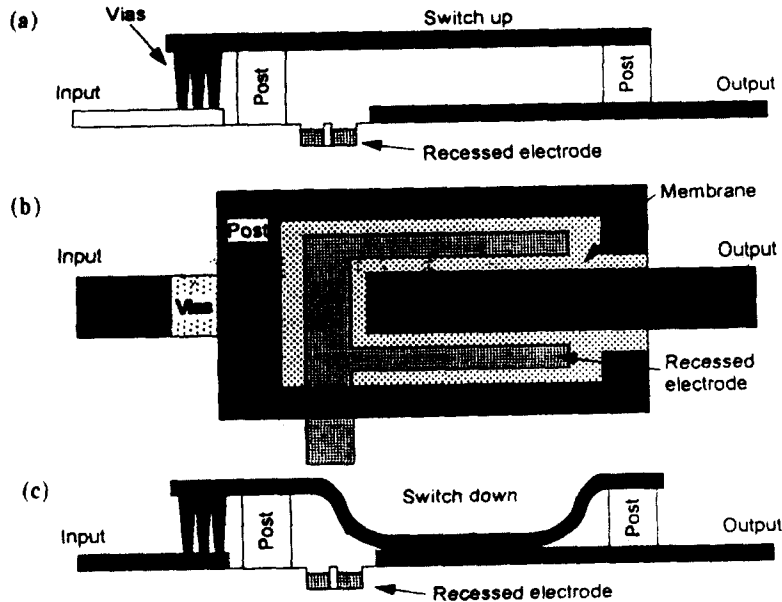 (a)
Vias
Switch up
Input
Post
Post
Output
Recessed electrode
(b)
Membrane
Post
Input
Output
Vias
Recessed
electrode
(c)
Switch down
Input
Post
Post
Output
Recessed electrode